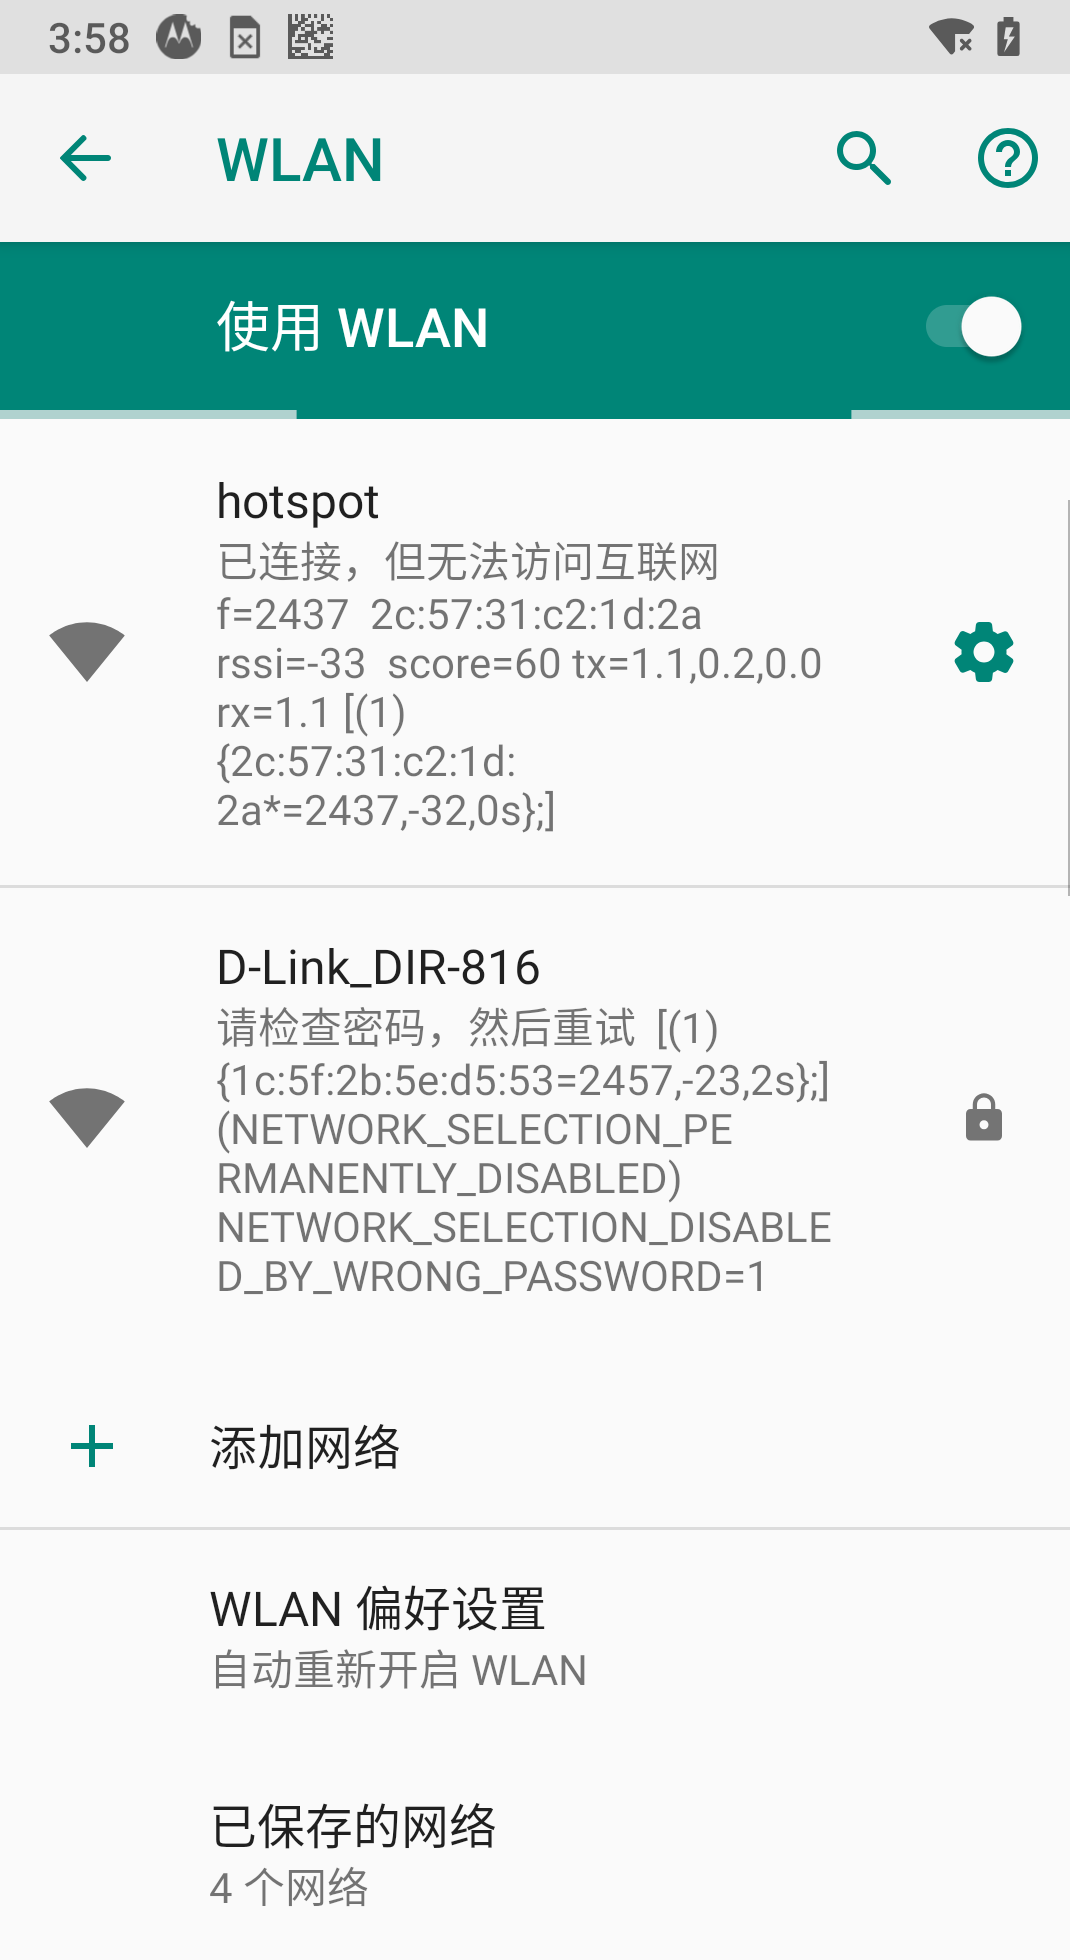 3:58
WLAN
使用 WLAN
hotspot
已连接，但无法访问互联网
f=2437  2c:57:31:c2:1d:2a
rssi=-33  score=60 tx=1.1,0.2,0.0
rx=1.1 [(1)
{2c:57:31:c2:1d:
2a*=2437,-32,0s};]
D-Link_DIR-816
请检查密码，然后重试  [(1)
{1c:5f:2b:5e:d5:53=2457,-23,2s};]
(NETWORK_SELECTION_PE
RMANENTLY_DISABLED)
NETWORK_SELECTION_DISABLE
D_BY_WRONG_PASSWORD=1
添加网络
WLAN 偏好设置
自动重新开启 WLAN
已保存的网络
4 个网络